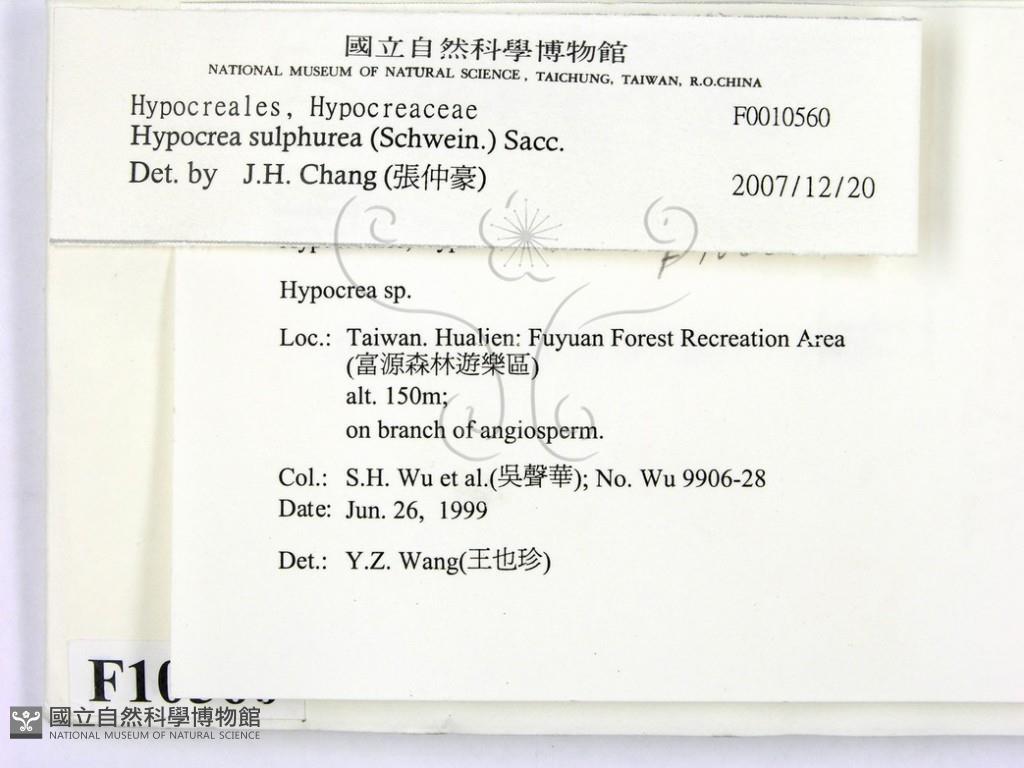 國立自然科學博物館
NATIONAL MUSEUM OF NATURAL SCIENCE, TAICHUNG, TAIWAN, R.O.CHINA
Hypocreales, Hypocreaceae F0010560
Hypocrea sulphurea (Schwein.) Sacc.
Det. by J.H. Chang (張仲豪) 2007/12/20
Hypocrea sp.
Loc.: Taiwan. Hualien: Fuyuan Forest Recreation Area
(富源森林遊樂區)
alt. 150m;
on branch of angiosperm.
Col.: S.H. Wu et al.(吳聲華); No. Wu 9906-28
Date: Jun. 26, 1999
Det.: Y.Z. Wang(王也珍)
國立自然科學博物館
NATIONAL MUSEUM OF NATURAL SCIENCE